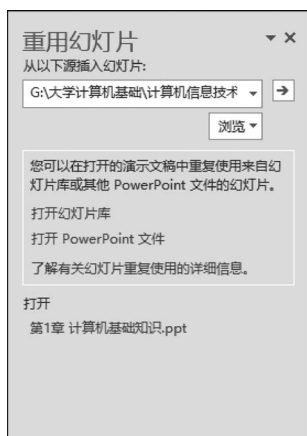 重用幻灯片
从以下源插入幻灯片:
G:\大学计算机基础\计算机信息技术
浏览
您可以在打开的演示文稿中重复使用来自幻
灯片库或其他 PowerPoint 文件的幻灯片。
打开幻灯片库
打开 PowerPoint 文件
了解有关幻灯片重复使用的详细信息。
打开
第1章 计算机基础知识.ppt